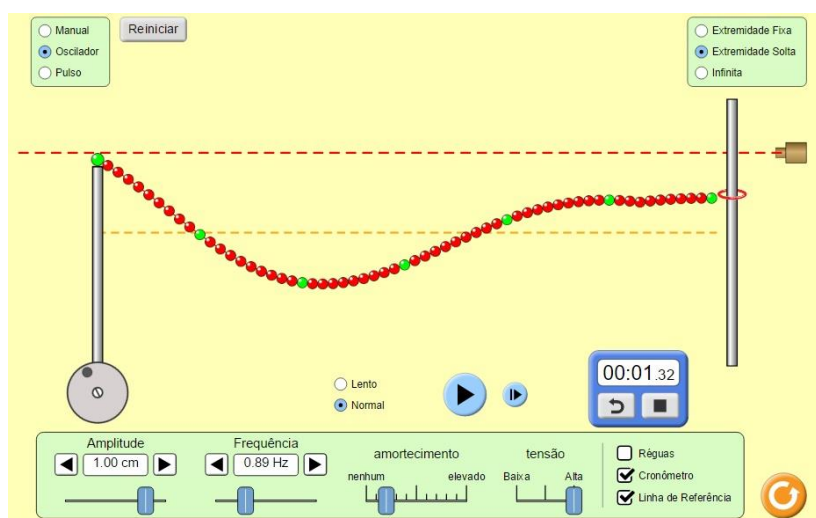 Manual
Oscilador
Pulso
Reiniciar
Extremidade Fixa
Extremidade Solta
Infinita
Lento
Normal
00:01.32
Amplitude
1.00 cm
Frequência
0.89 Hz
amortecimento
nenhum elevado
tensão
Baixa Alta
Réguas
Cronômetro
Linha de Referência